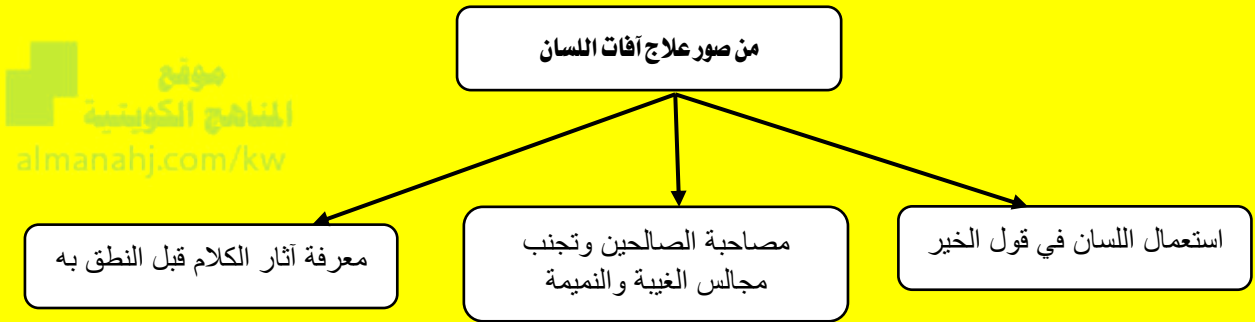 من صور علاج آفات اللسان
موقع
المناهج الكويتية
almanahj.com/kw
استعمال اللسان في قول الخير
مصاحبة الصالحين وتجنب
مجالس الغيبة والنميمة
معرفة آثار الكلام قبل النطق به